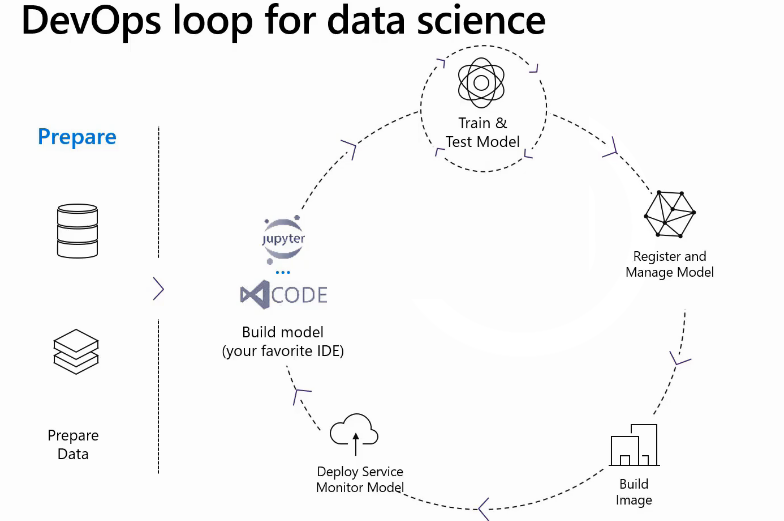 DevOps loop for data science
Prepare
Prepare
Data
Train &
Test Model
Register and
Manage Model
Build
Image
Deploy Service
Monitor Model
jupyter
...
CODE
Build model
(your favorite IDE)